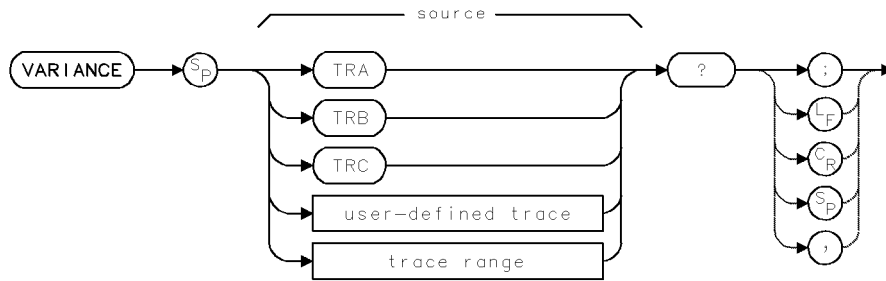 source
VARIANCE SP TRA ? ;
TRB LF
TRC CR
user-defined trace SP
trace range ,